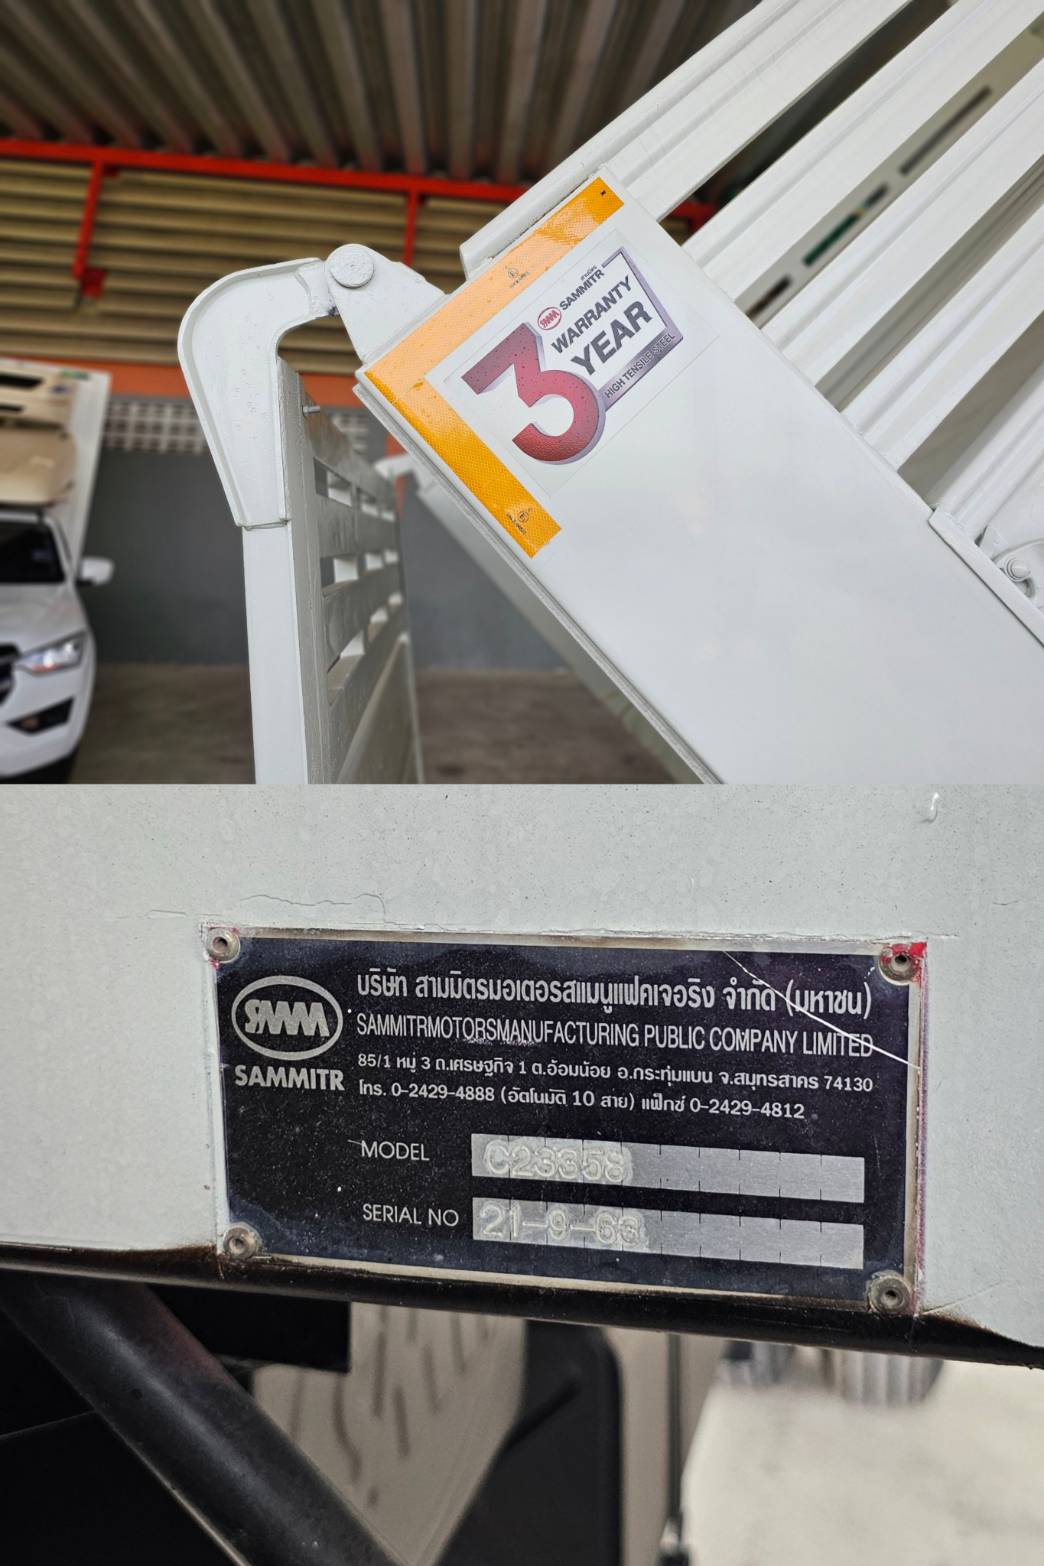 สามมิตร
SAMMITR
WARRANTY
3 YEAR
HIGH TENSILE STEEL
บริษัท สามมิตรมอเตอร์สแมนูแฟคเจอริง จำกัด (มหาชน)
SAMMITRMOTORSMANUFACTURING PUBLIC COMPANY LIMITED
SAMMITR
85/1 หมู่ 3 ถ.เศรษฐกิจ 1 ต.อ้อมน้อย อ.กระทุ่มแบน จ.สมุทรสาคร 74130
โทร. 0-2429-4888 (อัตโนมัติ 10 สาย) แฟ็กซ์ 0-2429-4812
MODEL C23358
SERIAL NO 21-9-63